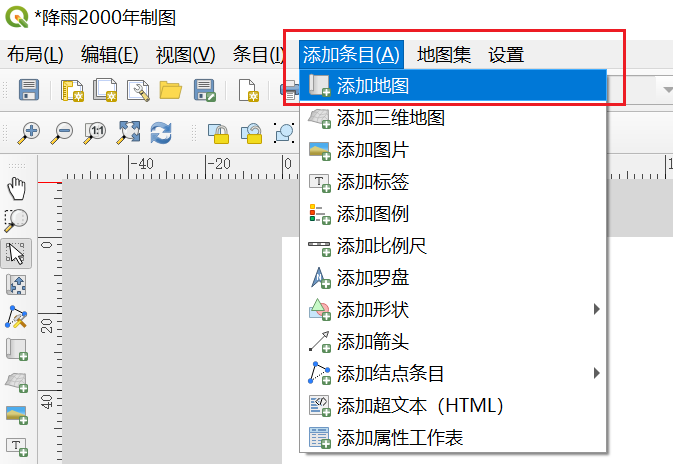 *降雨2000年制图
布局(L) 编辑(E) 视图(V) 条目(I) 添加条目(A) 地图集 设置
添加地图
添加三维地图
1:1
添加图片
-40 -20 0
添加标签
添加图例
添加比例尺
0
添加罗盘
添加形状
20
添加箭头
添加结点条目
40
添加超文本（HTML）
添加属性工作表